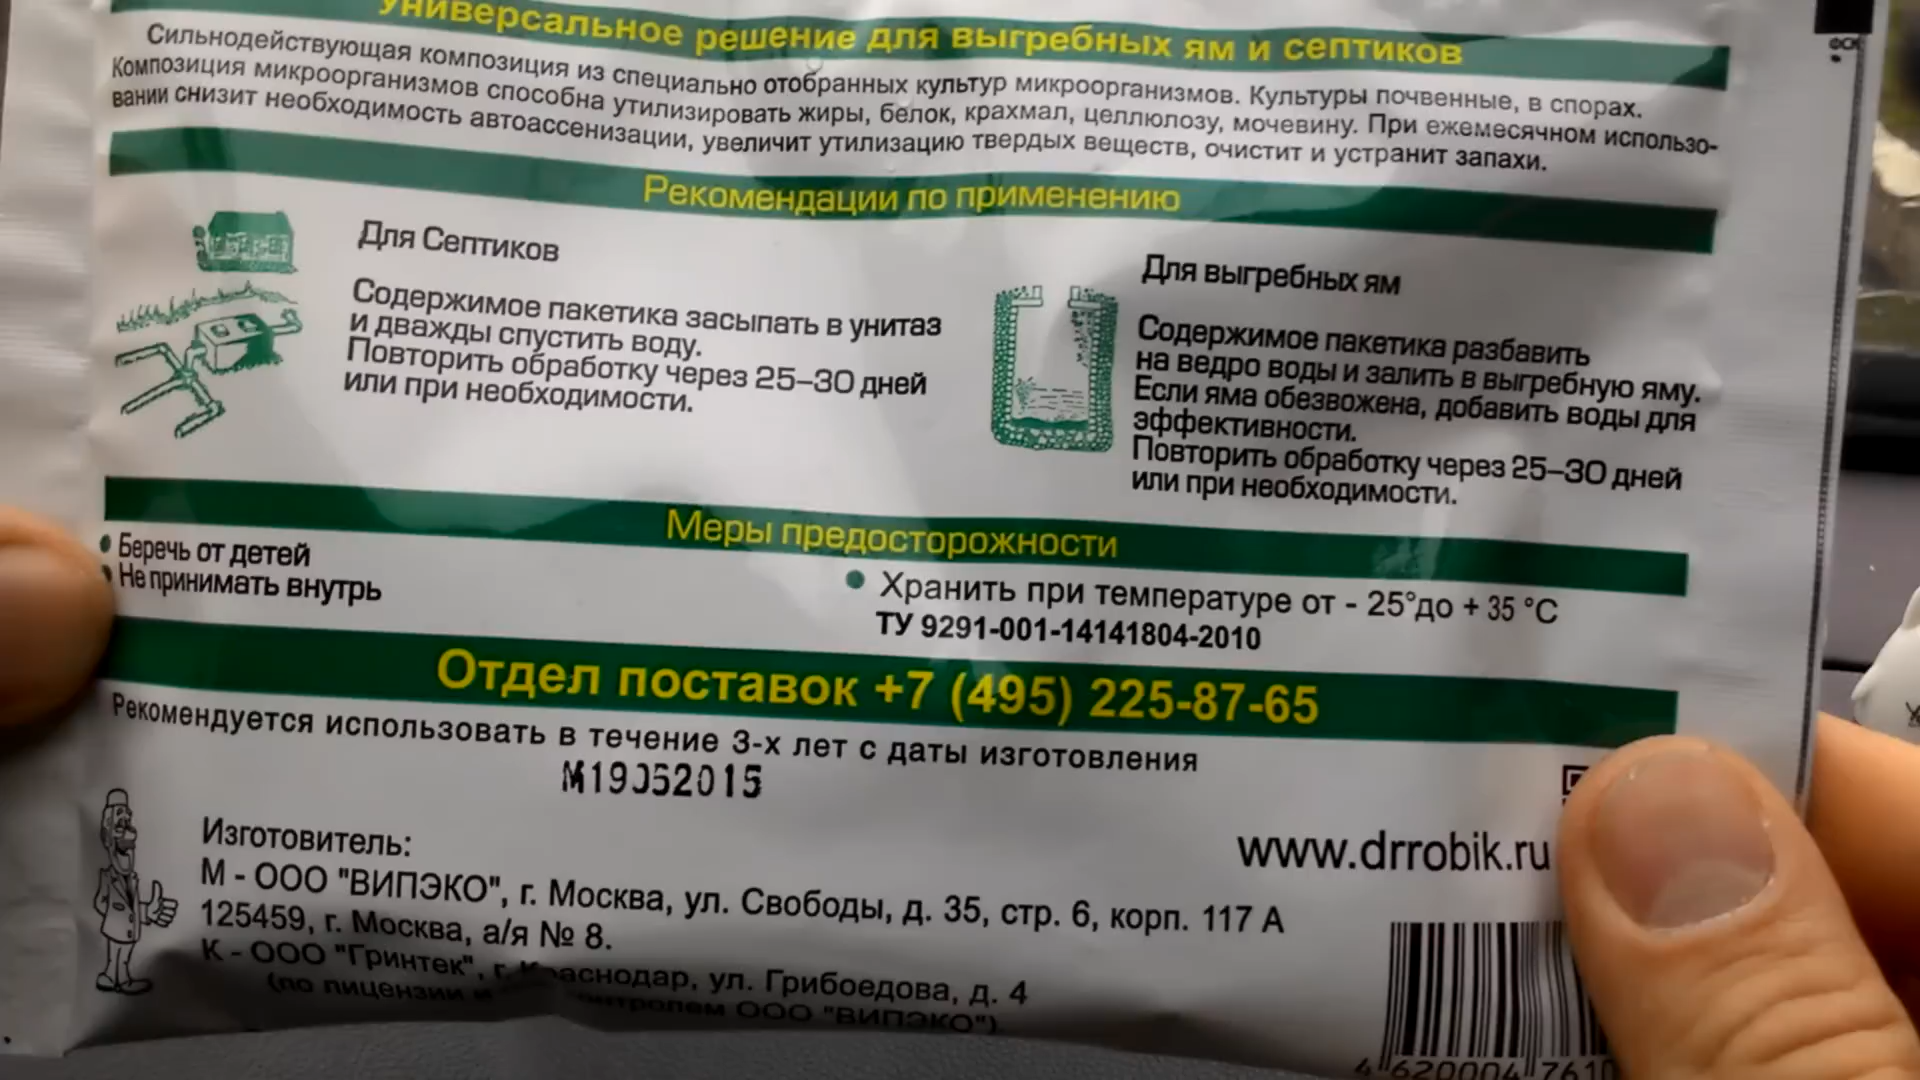 Универсальное решение для выгребных ям и септиков
Сильнодействующая композиция из специально отобранных культур микроорганизмов. Культуры почвенные, в спорах.
Композиция микроорганизмов способна утилизировать жиры, белок, крахмал, целлюлозу, мочевину. При ежемесячном использо-
вании снизит необходимость автоассенизации, увеличит утилизацию твердых веществ, очистит и устранит запахи.
Рекомендации по применению
Для Септиков
Содержимое пакетика засыпать в унитаз
и дважды спустить воду.
Повторить обработку через 25–30 дней
или при необходимости.
Для выгребных ям
Содержимое пакетика разбавить
на ведро воды и залить в выгребную яму.
Если яма обезвожена, добавить воды для
эффективности.
Повторить обработку через 25–30 дней
или при необходимости.
Меры предосторожности
• Беречь от детей
• Не принимать внутрь
• Хранить при температуре от - 25°до + 35 °С
ТУ 9291-001-14141804-2010
Отдел поставок +7 (495) 225-87-65
Рекомендуется использовать в течение 3-х лет с даты изготовления
М19052015
Изготовитель:
М - ООО "ВИПЭКО", г. Москва, ул. Свободы, д. 35, стр. 6, корп. 117 А
125459, г. Москва, а/я № 8.
К - ООО "Гринтек", г. Краснодар, ул. Грибоедова, д. 4
(по лицензии и контролем ООО "ВИПЭКО")
www.drrobik.ru
4 620004 7610